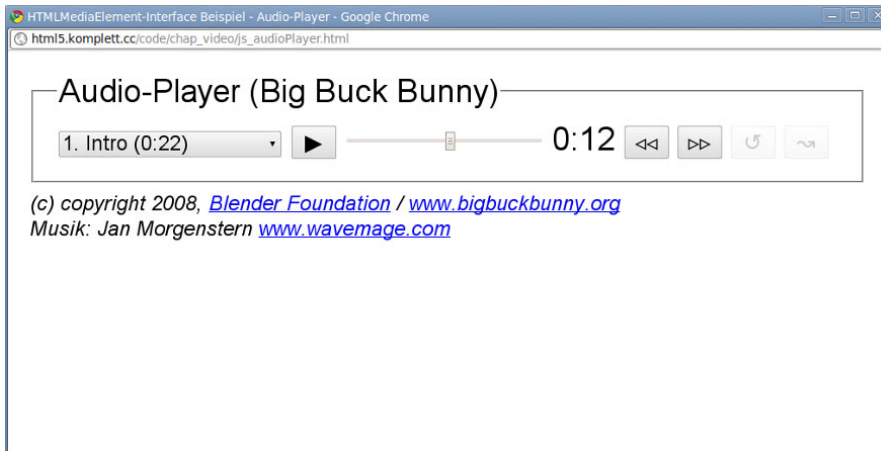 HTMLMediaElement-Interface Beispiel - Audio-Player - Google Chrome
html5.komplett.cc/code/chap_video/js_audioPlayer.html
Audio-Player (Big Buck Bunny)
1. Intro (0:22) 0:12
(c) copyright 2008, Blender Foundation / www.bigbuckbunny.org
Musik: Jan Morgenstern www.wavemage.com